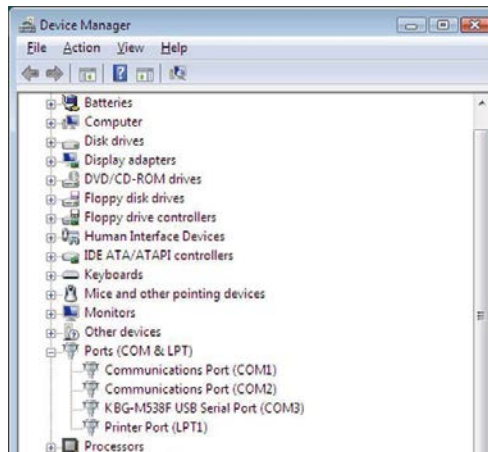 Device Manager
File Action View Help
Batteries
Computer
Disk drives
Display adapters
DVD/CD-ROM drives
Floppy disk drives
Floppy drive controllers
Human Interface Devices
IDE ATA/ATAPI controllers
Keyboards
Mice and other pointing devices
Monitors
Other devices
Ports (COM & LPT)
Communications Port (COM1)
Communications Port (COM2)
KBG-M538F USB Serial Port (COM3)
Printer Port (LPT1)
Processors